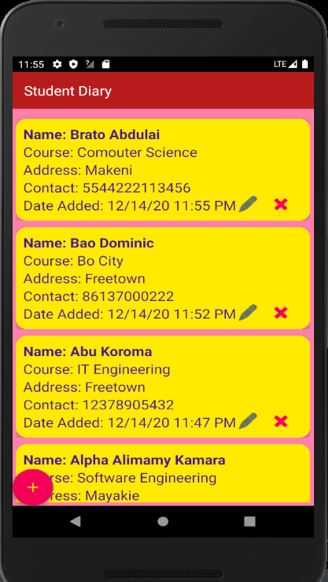 11:55
LTE
Student Diary
Name: Brato Abdulai
Course: Comouter Science
Address: Makeni
Contact: 5544222113456
Date Added: 12/14/20 11:55 PM
Name: Bao Dominic
Course: Bo City
Address: Freetown
Contact: 86137000222
Date Added: 12/14/20 11:52 PM
Name: Abu Koroma
Course: IT Engineering
Address: Freetown
Contact: 12378905432
Date Added: 12/14/20 11:47 PM
Name: Alpha Alimamy Kamara
rse: Software Engineering
ress: Mayakie
+